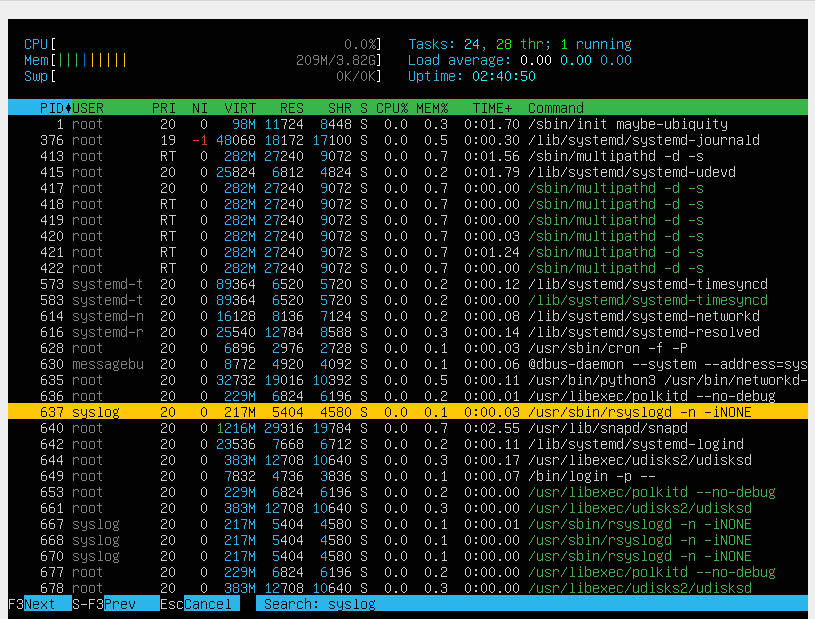 CPU[ 0.0%] Tasks: 24, 28 thr; 1 running
Mem[||||||||| 209M/3.82G] Load average: 0.00 0.00 0.00
Swp[ 0K/0K] Uptime: 02:40:50
PID♦USER PRI NI VIRT RES SHR S CPU% MEM% TIME+ Command
1 root 20 0 98M 11724 8448 S 0.0 0.3 0:01.70 /sbin/init maybe-ubiquity
376 root 19 -1 48068 18172 17100 S 0.0 0.5 0:00.30 /lib/systemd/systemd-journald
413 root RT 0 282M 27240 9072 S 0.0 0.7 0:01.56 /sbin/multipathd -d -s
415 root 20 0 25824 6812 4824 S 0.0 0.2 0:01.79 /lib/systemd/systemd-udevd
417 root 20 0 282M 27240 9072 S 0.0 0.7 0:00.00 /sbin/multipathd -d -s
418 root RT 0 282M 27240 9072 S 0.0 0.7 0:00.00 /sbin/multipathd -d -s
419 root RT 0 282M 27240 9072 S 0.0 0.7 0:00.00 /sbin/multipathd -d -s
420 root RT 0 282M 27240 9072 S 0.0 0.7 0:00.03 /sbin/multipathd -d -s
421 root RT 0 282M 27240 9072 S 0.0 0.7 0:01.24 /sbin/multipathd -d -s
422 root RT 0 282M 27240 9072 S 0.0 0.7 0:00.00 /sbin/multipathd -d -s
573 systemd-t 20 0 89364 6520 5720 S 0.0 0.2 0:00.12 /lib/systemd/systemd-timesyncd
583 systemd-t 20 0 89364 6520 5720 S 0.0 0.2 0:00.00 /lib/systemd/systemd-timesyncd
614 systemd-n 20 0 16128 8136 7124 S 0.0 0.2 0:00.08 /lib/systemd/systemd-networkd
616 systemd-r 20 0 25540 12784 8588 S 0.0 0.3 0:00.14 /lib/systemd/systemd-resolved
628 root 20 0 6896 2976 2728 S 0.0 0.1 0:00.03 /usr/sbin/cron -f -P
630 messagebu 20 0 8772 4920 4092 S 0.0 0.1 0:00.06 @dbus-daemon --system --address=sys
635 root 20 0 32732 19016 10392 S 0.0 0.5 0:00.11 /usr/bin/python3 /usr/bin/networkd-
636 root 20 0 229M 6824 6196 S 0.0 0.2 0:00.01 /usr/libexec/polkitd --no-debug
637 syslog 20 0 217M 5404 4580 S 0.0 0.1 0:00.03 /usr/sbin/rsyslogd -n -iNONE
640 root 20 0 1216M 29316 19784 S 0.0 0.7 0:02.55 /usr/lib/snapd/snapd
642 root 20 0 23536 7668 6712 S 0.0 0.2 0:00.11 /lib/systemd/systemd-logind
644 root 20 0 383M 12708 10640 S 0.0 0.3 0:00.17 /usr/libexec/udisks2/udisksd
649 root 20 0 7832 4736 3836 S 0.0 0.1 0:00.07 /bin/login -p --
653 root 20 0 229M 6824 6196 S 0.0 0.2 0:00.00 /usr/libexec/polkitd --no-debug
661 root 20 0 383M 12708 10640 S 0.0 0.3 0:00.00 /usr/libexec/udisks2/udisksd
667 syslog 20 0 217M 5404 4580 S 0.0 0.1 0:00.01 /usr/sbin/rsyslogd -n -iNONE
668 syslog 20 0 217M 5404 4580 S 0.0 0.1 0:00.00 /usr/sbin/rsyslogd -n -iNONE
670 syslog 20 0 217M 5404 4580 S 0.0 0.1 0:00.00 /usr/sbin/rsyslogd -n -iNONE
677 root 20 0 229M 6824 6196 S 0.0 0.2 0:00.00 /usr/libexec/polkitd --no-debug
678 root 20 0 383M 12708 10640 S 0.0 0.3 0:00.00 /usr/libexec/udisks2/udisksd
F3Next S-F3Prev EscCancel Search: syslog